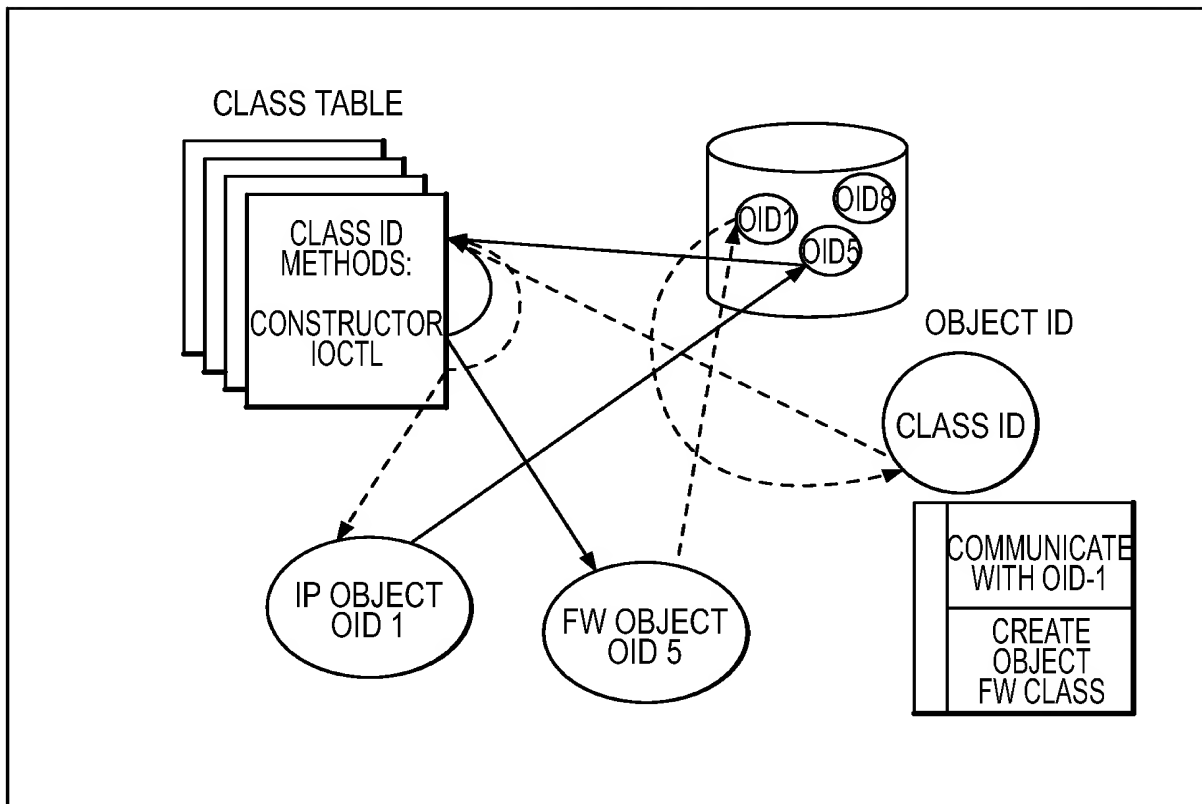 CLASS TABLE
CLASS ID
METHODS:
CONSTRUCTOR
IOCTL
OID1
OID8
OID5
OBJECT ID
CLASS ID
COMMUNICATE
WITH OID-1
CREATE
OBJECT
FW CLASS
IP OBJECT
OID 1
FW OBJECT
OID 5